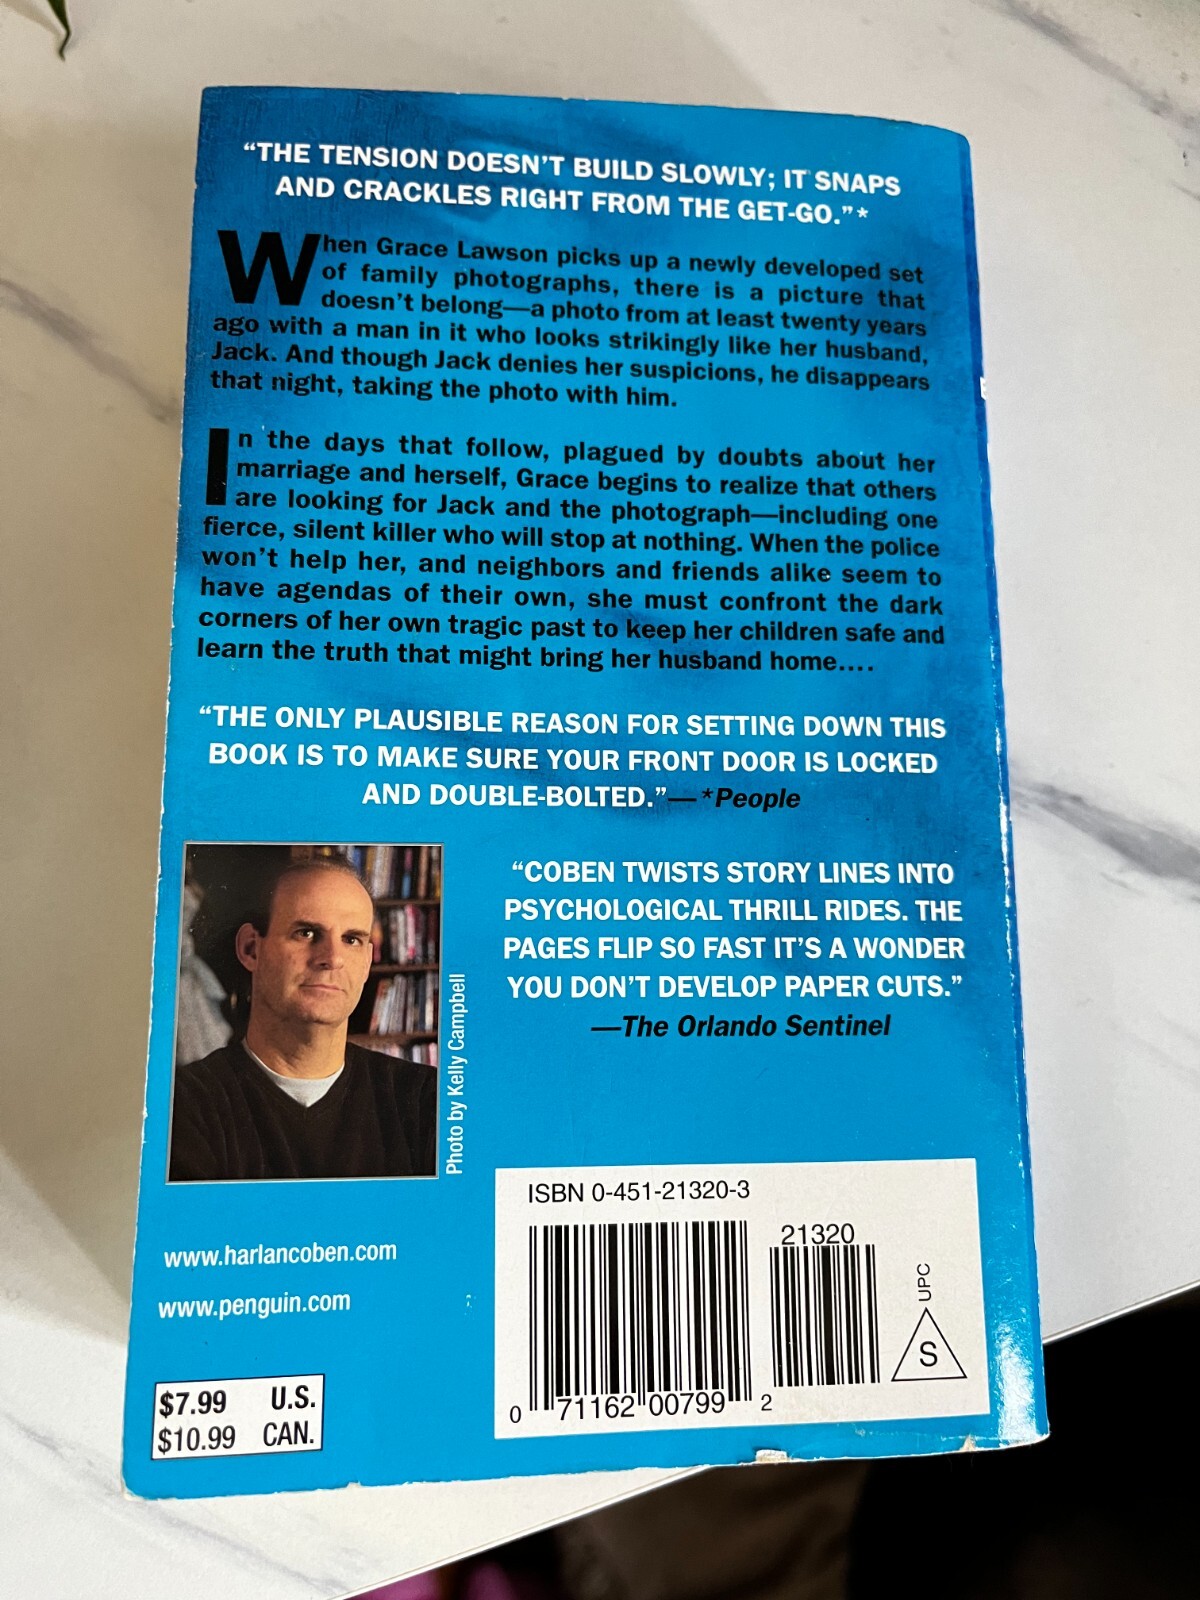 “THE TENSION DOESN’T BUILD SLOWLY; IT SNAPS
AND CRACKLES RIGHT FROM THE GET-GO.”*
When Grace Lawson picks up a newly developed set
of family photographs, there is a picture that
doesn’t belong—a photo from at least twenty years
ago with a man in it who looks strikingly like her husband,
Jack. And though Jack denies her suspicions, he disappears
that night, taking the photo with him.
In the days that follow, plagued by doubts about her
marriage and herself, Grace begins to realize that others
are looking for Jack and the photograph—including one
fierce, silent killer who will stop at nothing. When the police
won’t help her, and neighbors and friends alike seem to
have agendas of their own, she must confront the dark
corners of her own tragic past to keep her children safe and
learn the truth that might bring her husband home....
“THE ONLY PLAUSIBLE REASON FOR SETTING DOWN THIS
BOOK IS TO MAKE SURE YOUR FRONT DOOR IS LOCKED
AND DOUBLE-BOLTED.”—*People
“COBEN TWISTS STORY LINES INTO
PSYCHOLOGICAL THRILL RIDES. THE
PAGES FLIP SO FAST IT’S A WONDER
YOU DON’T DEVELOP PAPER CUTS.”
—The Orlando Sentinel
Photo by Kelly Campbell
www.harlancoben.com
www.penguin.com
$7.99 U.S.
$10.99 CAN.
ISBN 0-451-21320-3
21320
0 71162 00799 2
UPC
S